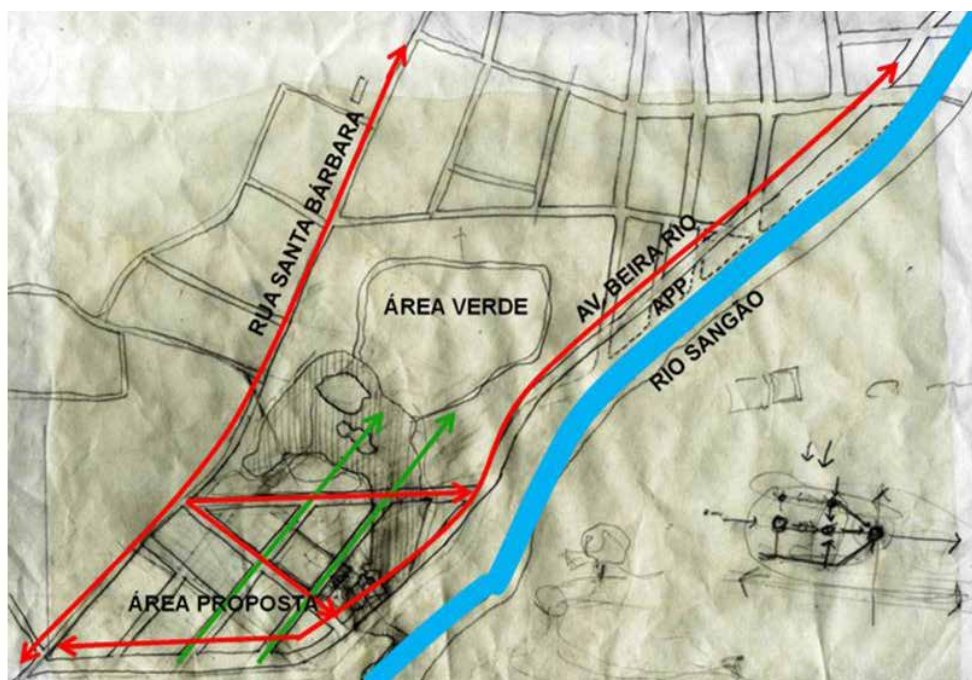 RUA SANTA BÁRBARA
ÁREA VERDE
AV. BEIRA RIO
APP
RIO SANGÃO
ÁREA PROPOSTA